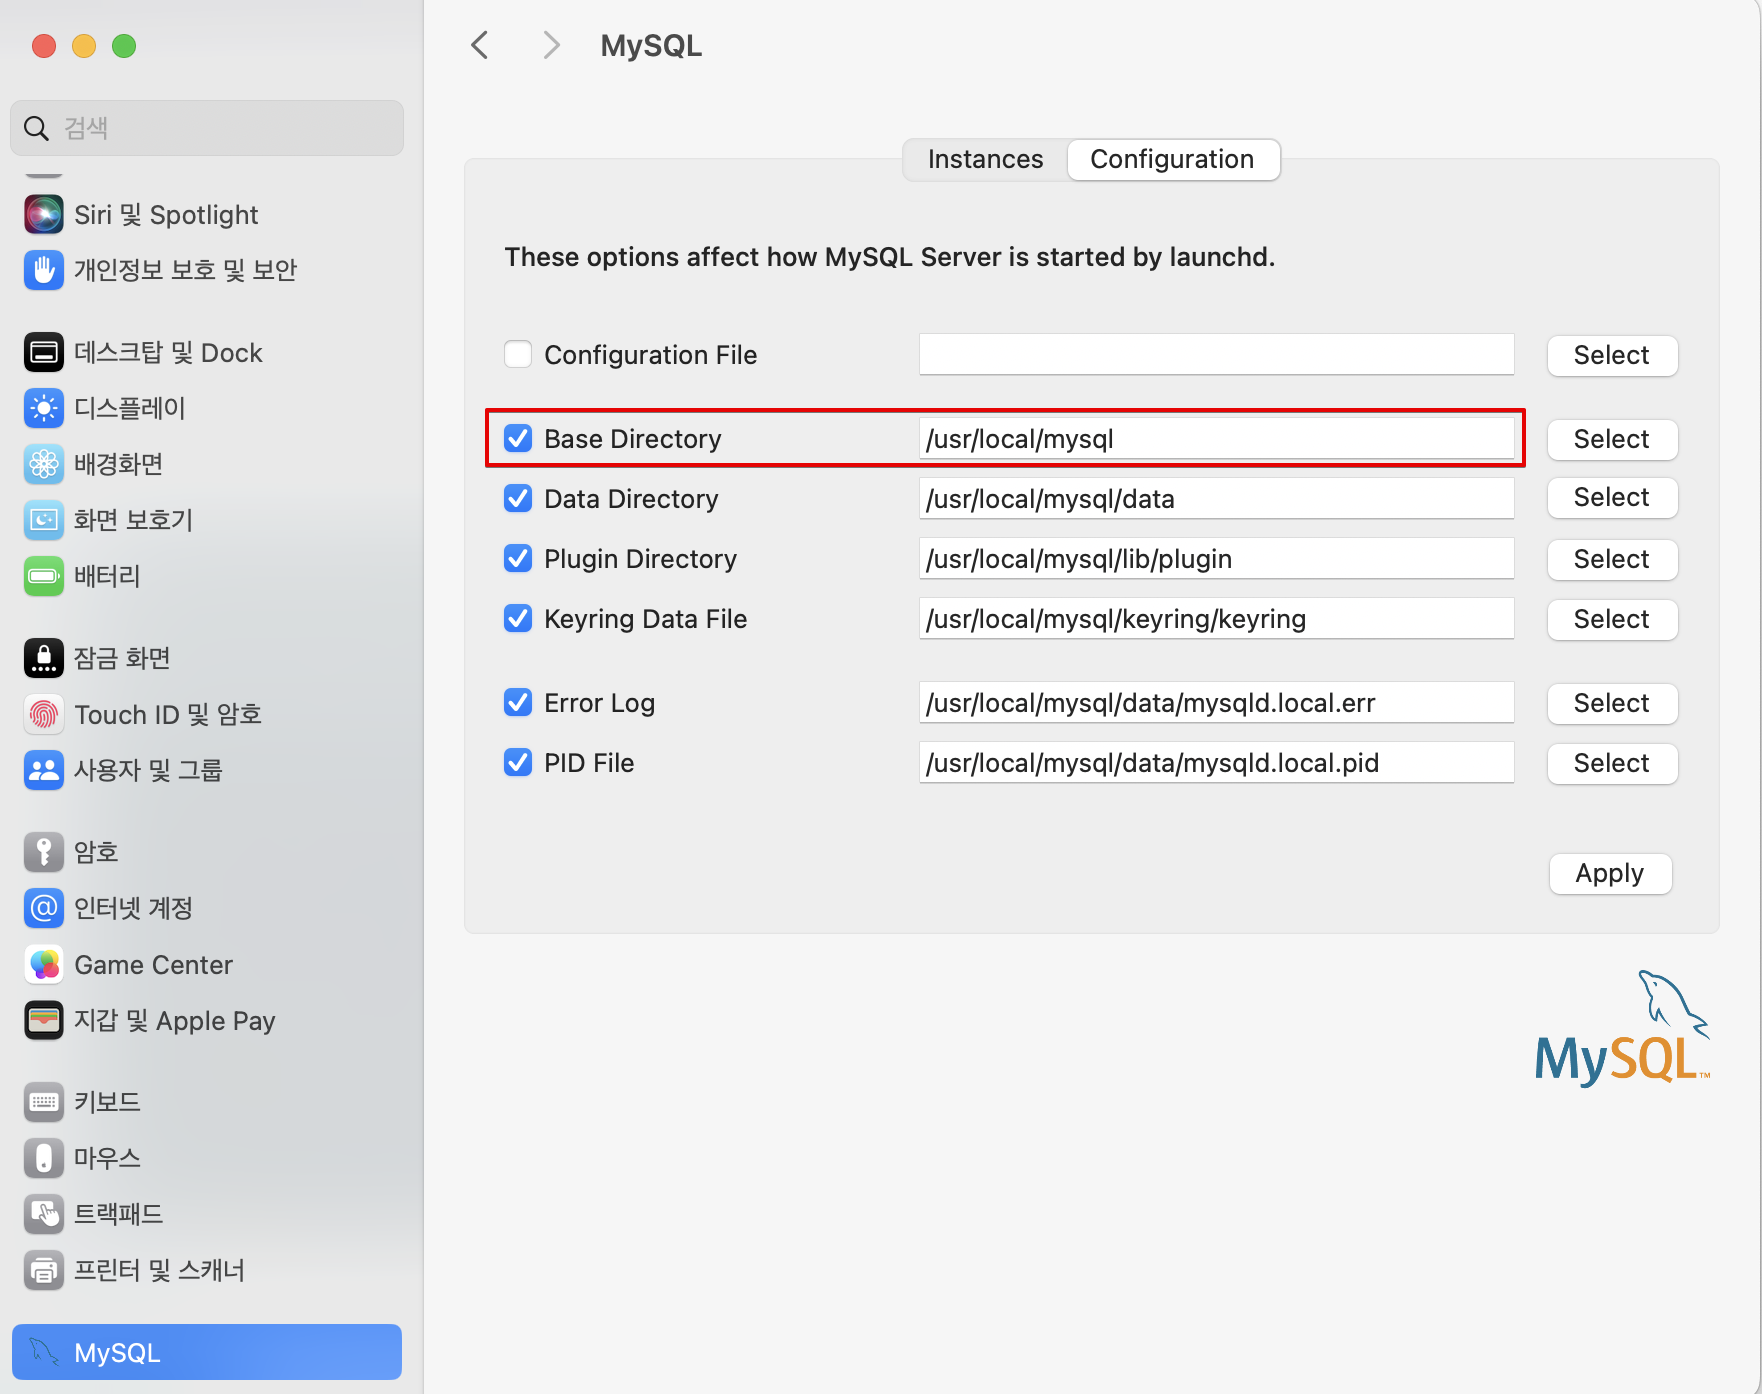 MySQL
검색
Siri 및 Spotlight
개인정보 보호 및 보안
데스크탑 및 Dock
디스플레이
배경화면
화면 보호기
배터리
잠금 화면
Touch ID 및 암호
사용자 및 그룹
암호
인터넷 계정
Game Center
지갑 및 Apple Pay
키보드
마우스
트랙패드
프린터 및 스캐너
MySQL
Instances Configuration
These options affect how MySQL Server is started by launchd.
Configuration File Select
Base Directory /usr/local/mysql Select
Data Directory /usr/local/mysql/data Select
Plugin Directory /usr/local/mysql/lib/plugin Select
Keyring Data File /usr/local/mysql/keyring/keyring Select
Error Log /usr/local/mysql/data/mysqld.local.err Select
PID File /usr/local/mysql/data/mysqld.local.pid Select
Apply
MySQL™